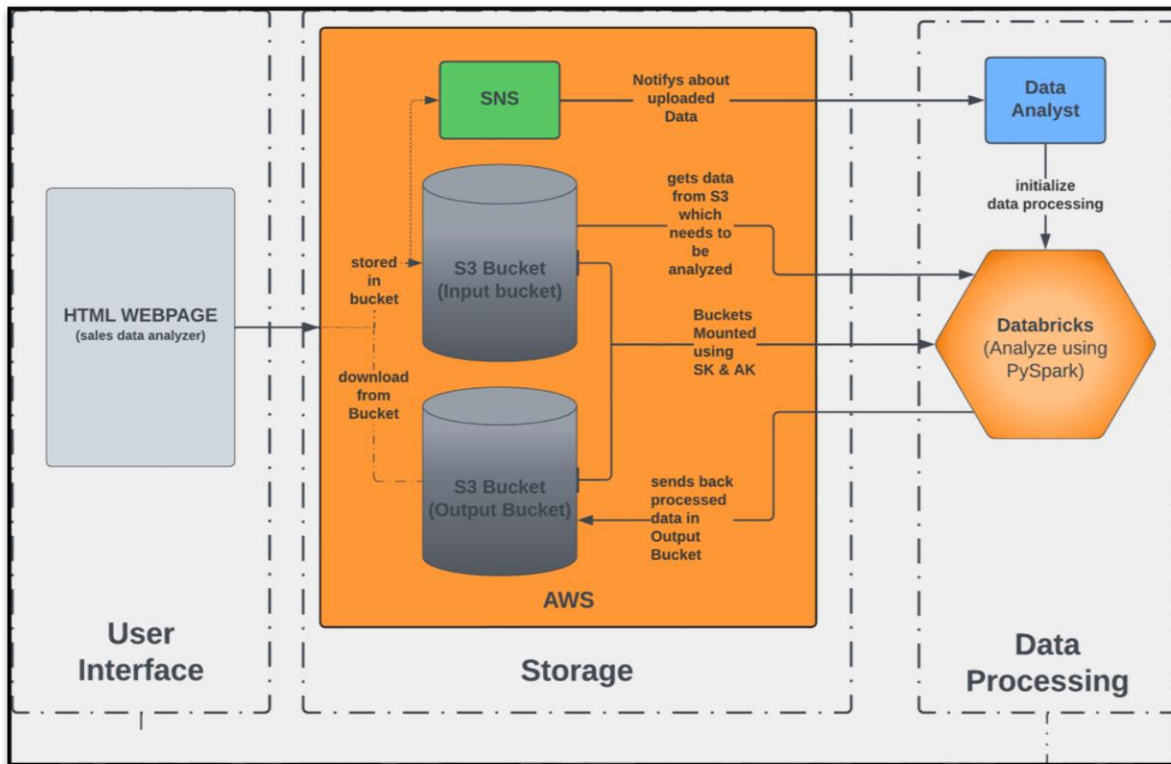 HTML WEBPAGE
(sales data analyzer)
User
Interface
SNS
Notifys about
uploaded
Data
stored
in
bucket
S3 Bucket
(Input bucket)
gets data
from S3
which
needs to
be
analyzed
Buckets
Mounted
using
SK & AK
download
from
Bucket
S3 Bucket
(Output Bucket)
sends back
processed
data in
Output
Bucket
AWS
Storage
Data
Analyst
initialize
data processing
Databricks
(Analyze using
PySpark)
Data
Processing